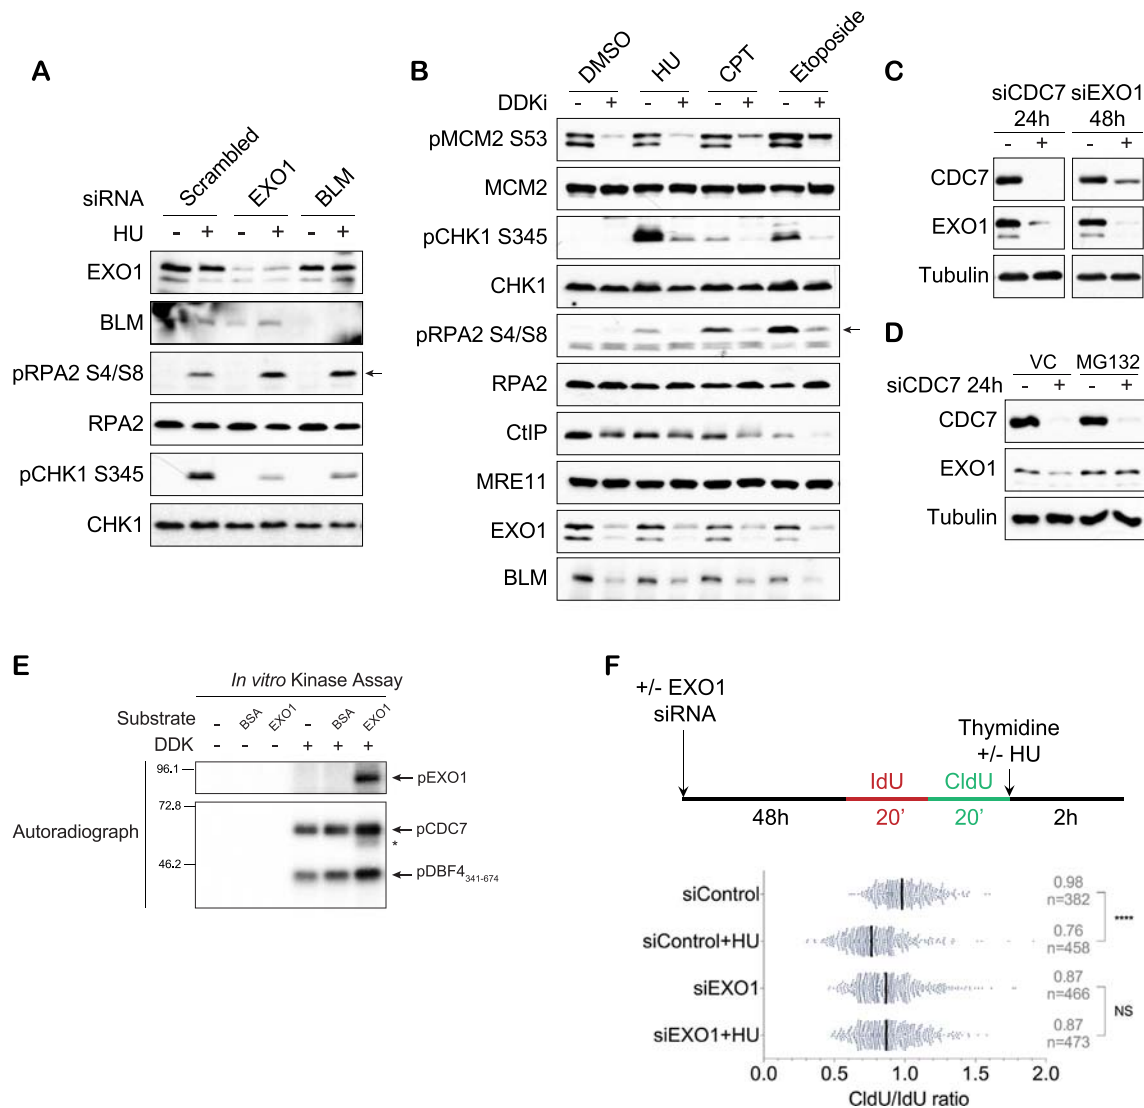 A
siRNA Scrambled EXO1 BLM
HU - + - + - +
EXO1
BLM
pRPA2 S4/S8
RPA2
pCHK1 S345
CHK1
B
DMSO HU CPT Etoposide
DDKi - + - + - + - +
pMCM2 S53
MCM2
pCHK1 S345
CHK1
pRPA2 S4/S8
RPA2
CtIP
MRE11
EXO1
BLM
C
siCDC7 siEXO1
24h 48h
- + - +
CDC7
EXO1
Tubulin
D
VC MG132
siCDC7 24h - + - +
CDC7
EXO1
Tubulin
E
In vitro Kinase Assay
Substrate - BSA EXO1 - BSA EXO1
DDK - - - + + +
96.1
pEXO1
72.8
pCDC7
Autoradiograph
*
46.2
pDBF4341-674
F
+/- EXO1
siRNA
Thymidine
+/- HU
IdU CldU
48h 20' 20' 2h
siControl 0.98
n=382
****
siControl+HU 0.76
n=458
siEXO1 0.87
n=466
NS
siEXO1+HU 0.87
n=473
0.0 0.5 1.0 1.5 2.0
CldU/IdU ratio